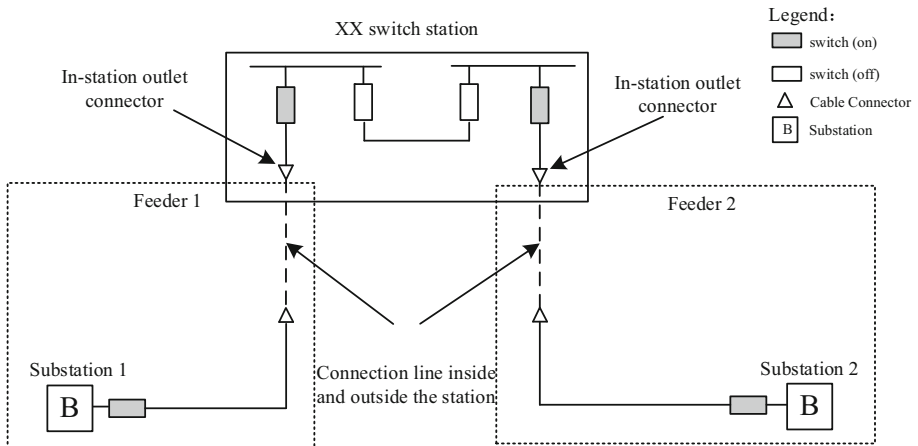 XX switch station
Legend：
switch (on)
switch (off)
Cable Connector
B Substation
In-station outlet
connector
In-station outlet
connector
Feeder 1
Feeder 2
Connection line inside
and outside the station
Substation 1
B
Substation 2
B